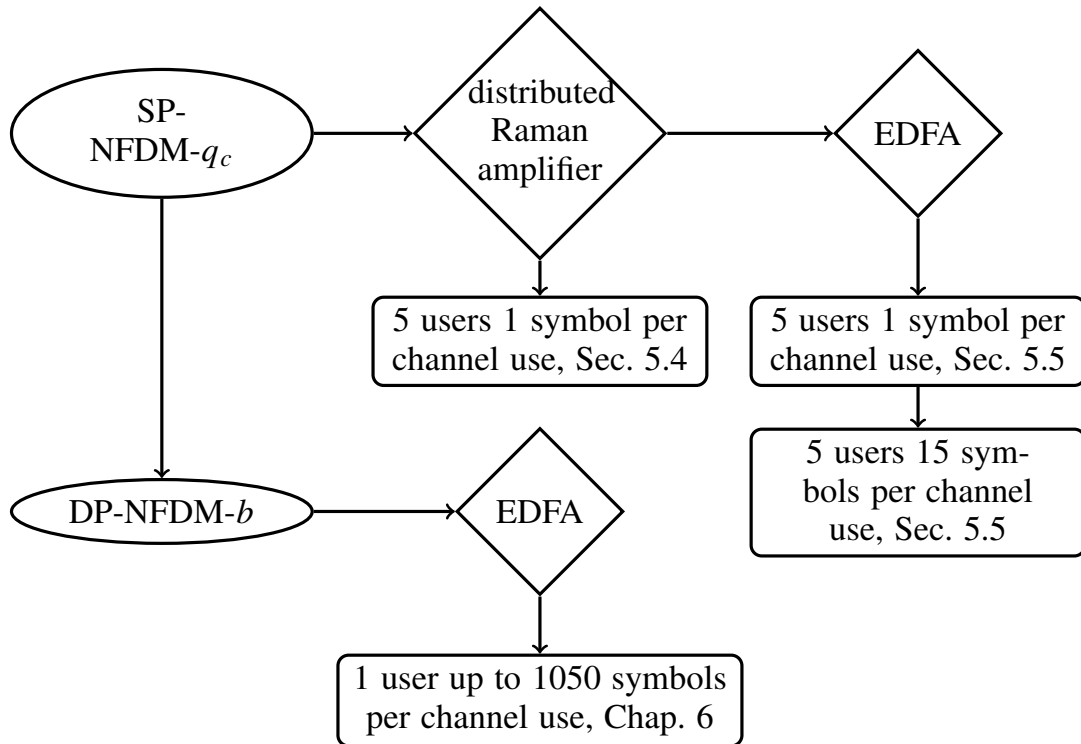 SP-
NFDM-q_c
distributed
Raman
amplifier
EDFA
5 users 1 symbol per
channel use, Sec. 5.4
5 users 1 symbol per
channel use, Sec. 5.5
5 users 15 sym-
bols per channel
use, Sec. 5.5
DP-NFDM-b
EDFA
1 user up to 1050 symbols
per channel use, Chap. 6